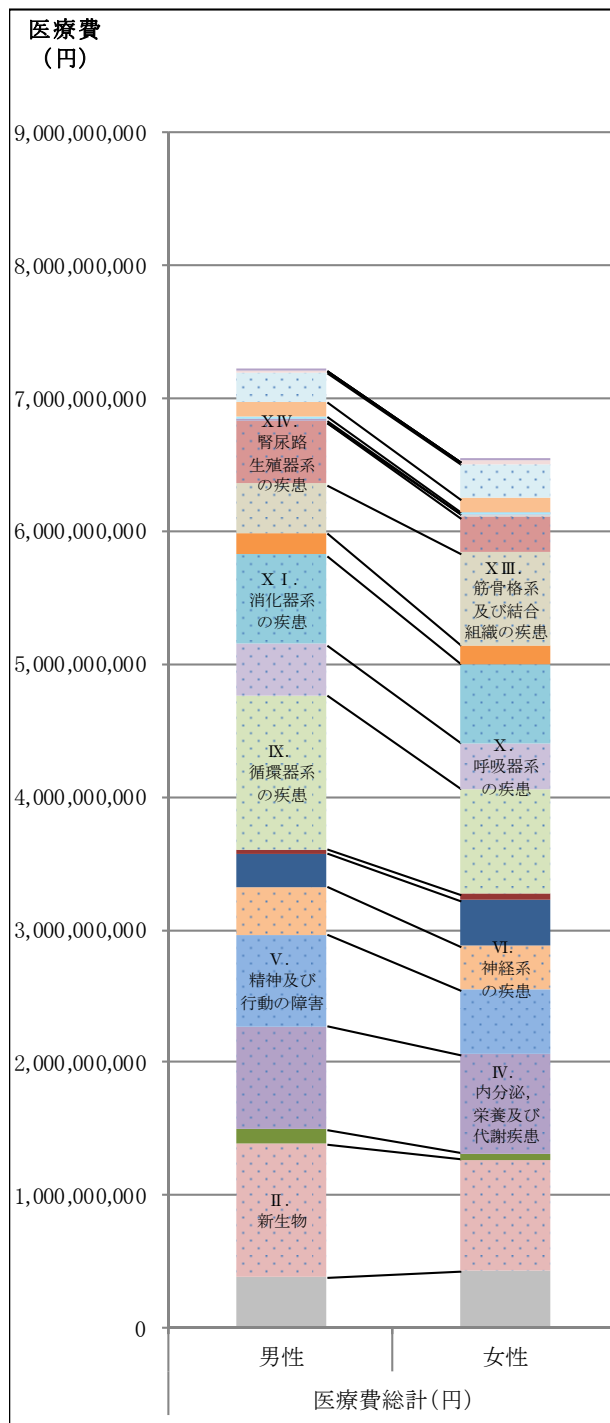 医療費
(円)
9,000,000,000
8,000,000,000
7,000,000,000
6,000,000,000
5,000,000,000
4,000,000,000
3,000,000,000
2,000,000,000
1,000,000,000
0
ⅩⅣ.
腎尿路
生殖器系
の疾患
ⅩⅠ.
消化器系
の疾患
Ⅸ.
循環器系
の疾患
Ⅴ.
精神及び
行動の障害
Ⅱ.
新生物
ⅩⅢ.
筋骨格系
及び結合
組織の疾患
Ⅹ.
呼吸器系
の疾患
Ⅵ.
神経系
の疾患
Ⅳ.
内分泌,
栄養及び
代謝疾患
男性
女性
医療費総計(円)